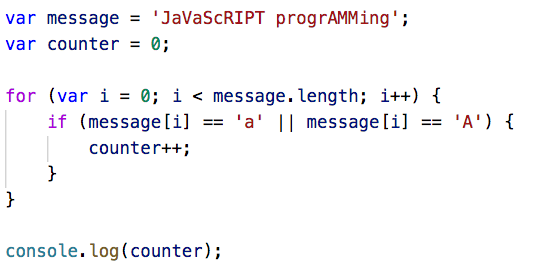 var message = 'JaVaScRIPT progrAMMing';
var counter = 0;

for (var i = 0; i < message.length; i++) {
    if (message[i] == 'a' || message[i] == 'A') {
        counter++;
    }
}

console.log(counter);